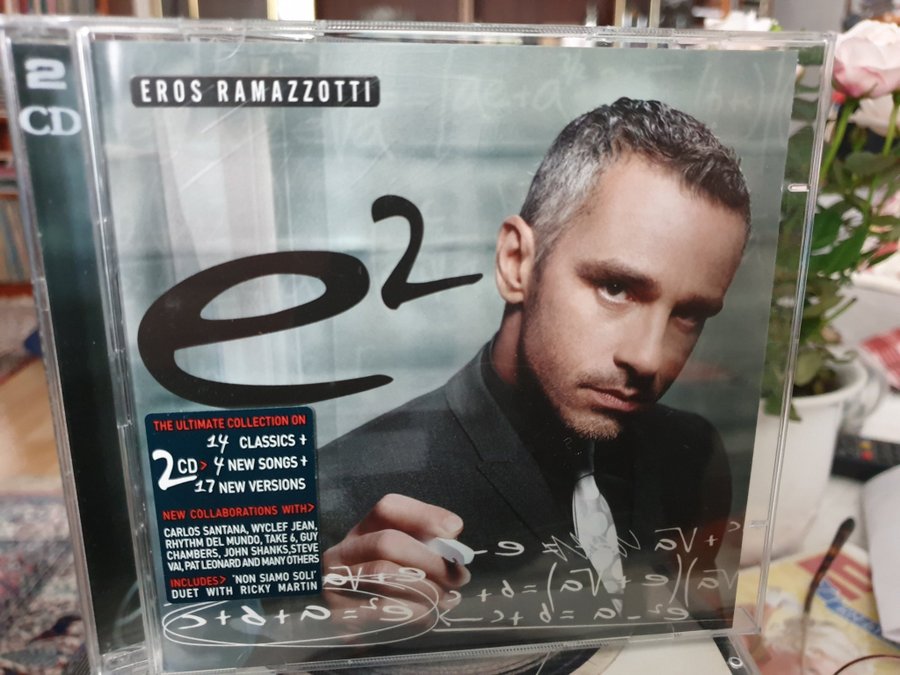 2
CD
EROS RAMAZZOTTI
e²
THE ULTIMATE COLLECTION ON
14 CLASSICS +
2CD > 4 NEW SONGS +
17 NEW VERSIONS
NEW COLLABORATIONS WITH>
CARLOS SANTANA, WYCLEF JEAN,
RHYTHM DEL MUNDO, TAKE 6, GUY
CHAMBERS, JOHN SHANKS,STEVE
VAI,PAT LEONARD AND MANY OTHERS
INCLUDES> 'NON SIAMO SOLI'
DUET WITH RICKY MARTIN
e² = a + b + c
e² - a = b + c